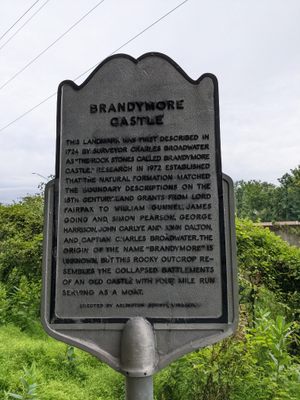 BRANDYMORE
CASTLE
THIS LANDMARK WAS FIRST DESCRIBED IN
1724 BY SURVEYOR CHARLES BROADWATER
AS "THE ROCK STONES CALLED BRANDYMORE
CASTLE." RESEARCH IN 1972 ESTABLISHED
THAT THE NATURAL FORMATION MATCHED
THE BOUNDARY DESCRIPTIONS ON THE
18TH CENTURY LAND GRANTS FROM LORD
FAIRFAX TO WILLIAM GUNNEL, JAMES
GOING AND SIMON PEARSON, GEORGE
HARRISON, JOHN CARLYE AND JOHN DALTON,
AND CAPTIAN CHARLES BROADWATER. THE
ORIGIN OF THE NAME "BRANDYMORE" IS
UNKNOWN, BUT THIS ROCKY OUTCROP RE-
SEMBLES THE COLLAPSED BATTLEMENTS
OF AN OLD CASTLE WITH FOUR MILE RUN
SERVING AS A MOAT.
ERECTED BY ARLINGTON COUNTY, VIRGINIA